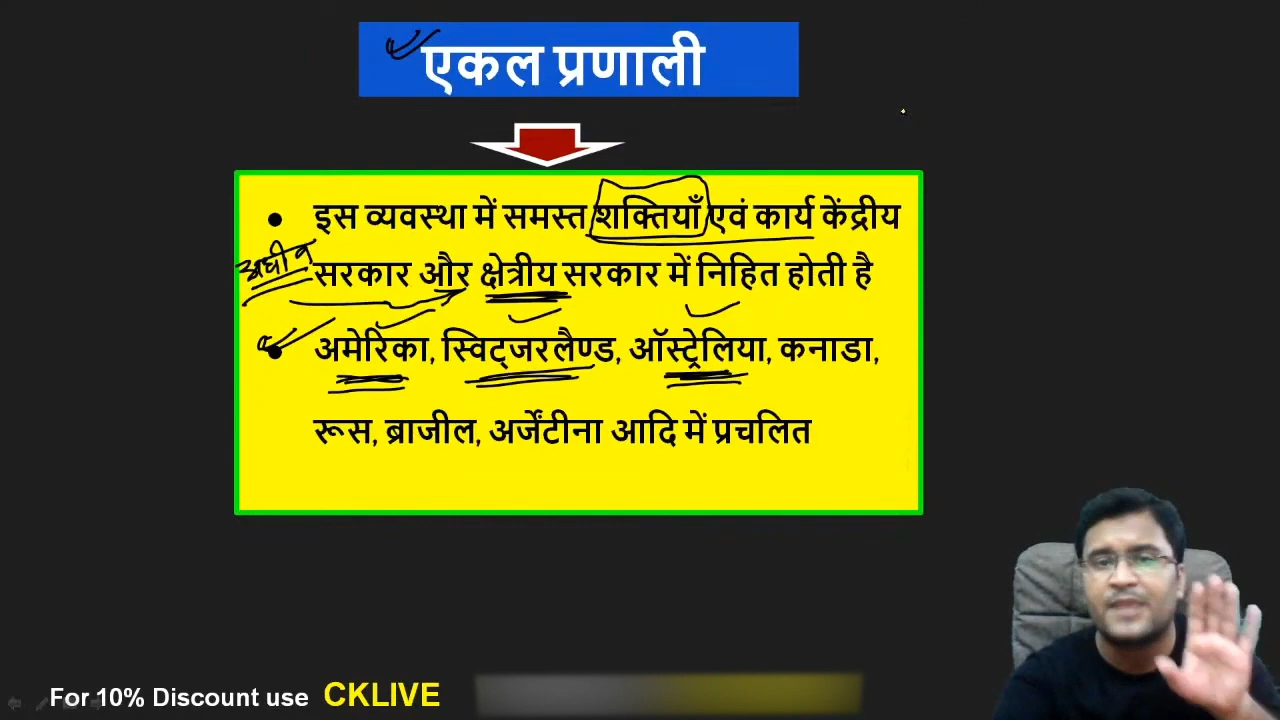 एकल प्रणाली
• इस व्यवस्था में समस्त शक्तियाँ एवं कार्य केंद्रीय
अधीन
सरकार और क्षेत्रीय सरकार में निहित होती है
• अमेरिका, स्विट्जरलैण्ड, ऑस्ट्रेलिया, कनाडा,
रूस, ब्राजील, अर्जेंटीना आदि में प्रचलित
For 10% Discount use CKLIVE